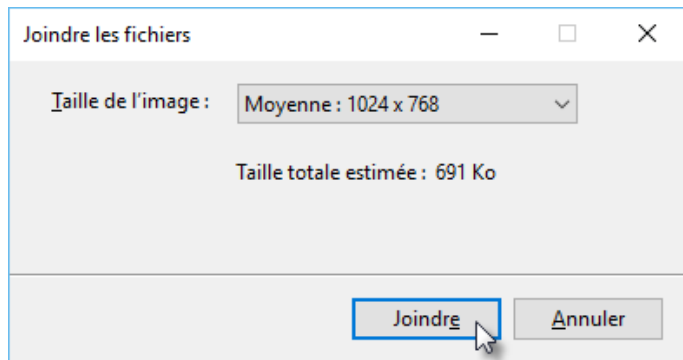 Joindre les fichiers
Taille de l'image : Moyenne : 1024 x 768
Taille totale estimée : 691 Ko
Joindre Annuler